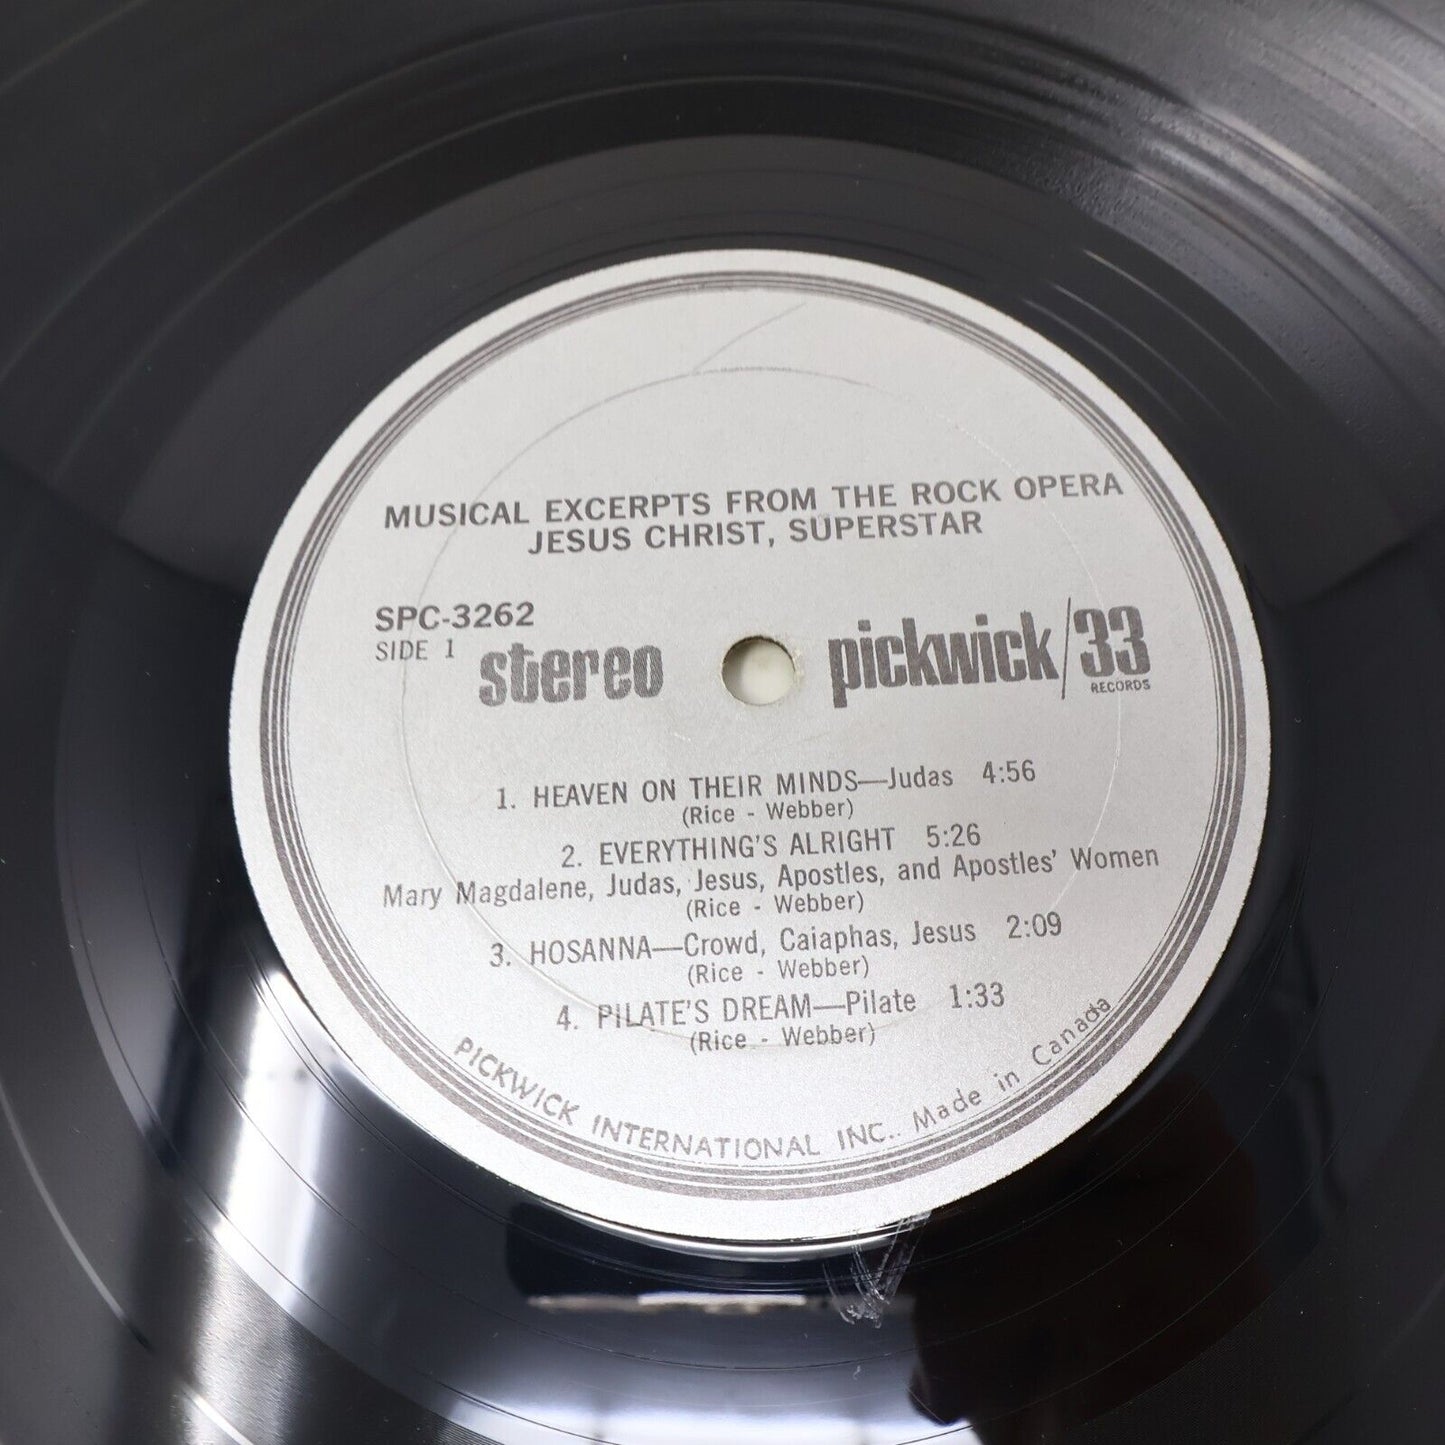 MUSICAL EXCERPTS FROM THE ROCK OPERA
JESUS CHRIST, SUPERSTAR
SPC-3262
SIDE 1
stereo
pickwick/33
RECORDS
1. HEAVEN ON THEIR MINDS—Judas 4:56
(Rice - Webber)
2. EVERYTHING'S ALRIGHT 5:26
Mary Magdalene, Judas, Jesus, Apostles, and Apostles' Women
(Rice - Webber)
3. HOSANNA—Crowd, Caiaphas, Jesus 2:09
(Rice - Webber)
4. PILATE'S DREAM—Pilate 1:33
(Rice - Webber)
PICKWICK INTERNATIONAL INC.. Made in Canada